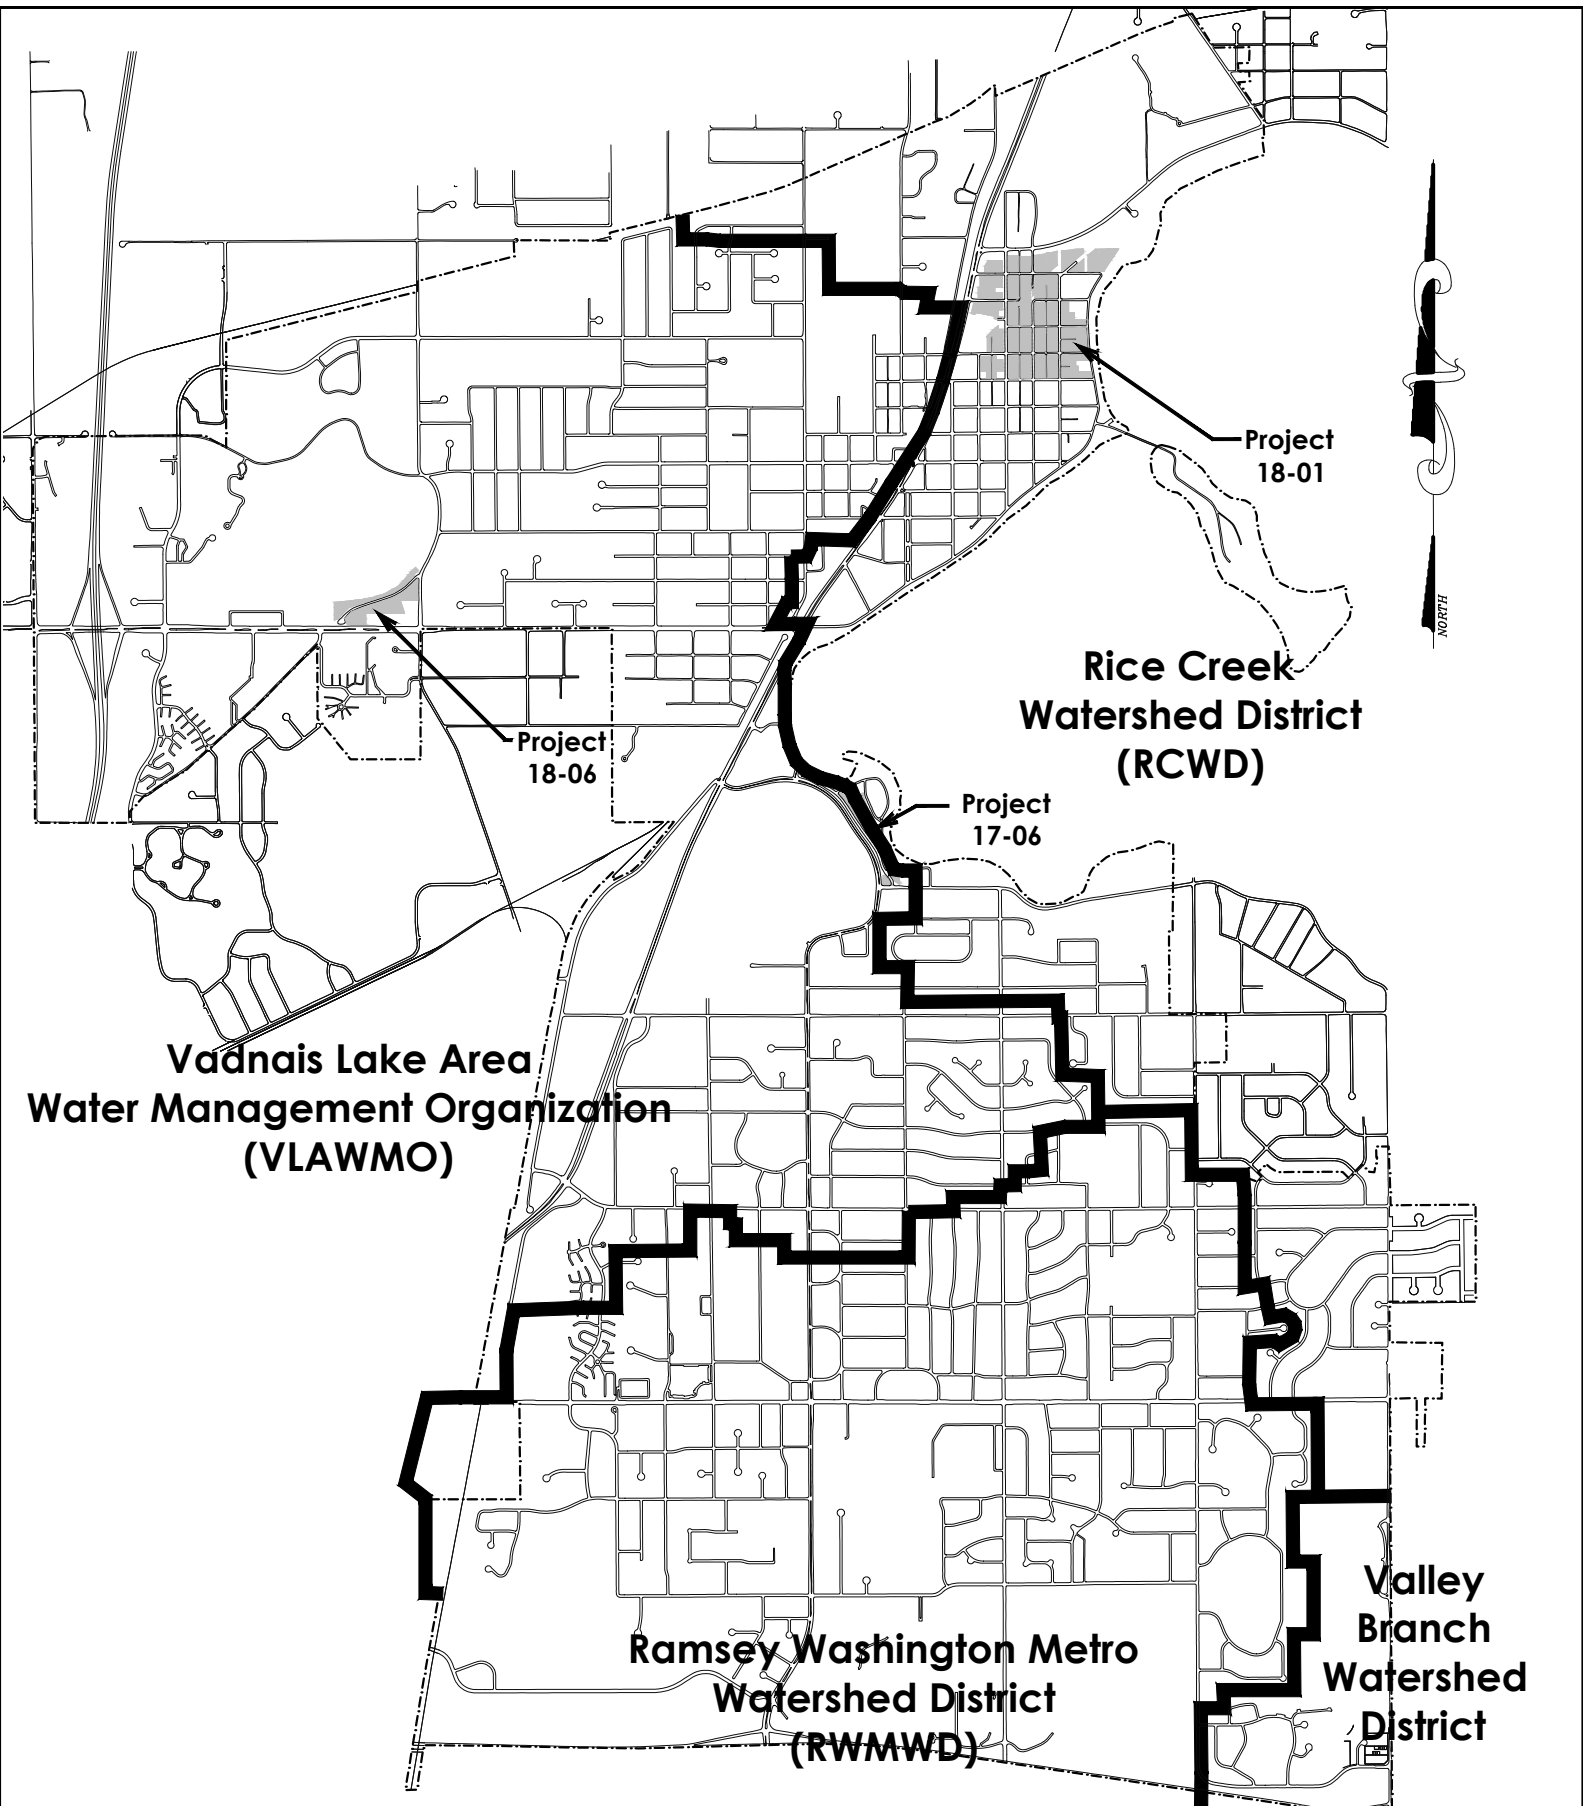 Project
18-01
NORTH
Rice Creek
Watershed District
(RCWD)
Project
18-06
Project
17-06
Vadnais Lake Area
Water Management Organization
(VLAWMO)
Valley
Branch
Watershed
District
Ramsey Washington Metro
Watershed District
(RWMWD)